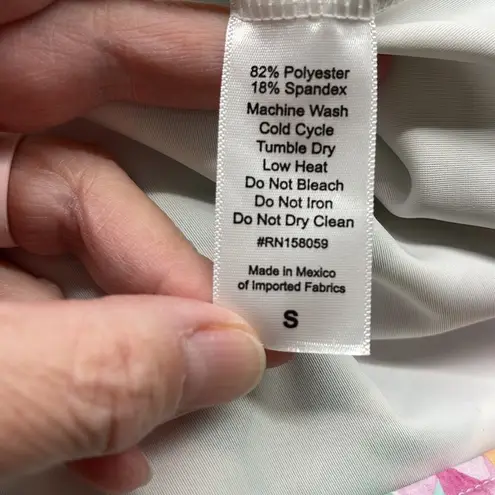 82% Polyester
18% Spandex
Machine Wash
Cold Cycle
Tumble Dry
Low Heat
Do Not Bleach
Do Not Iron
Do Not Dry Clean
#RN158059
Made in Mexico
of Imported Fabrics
S